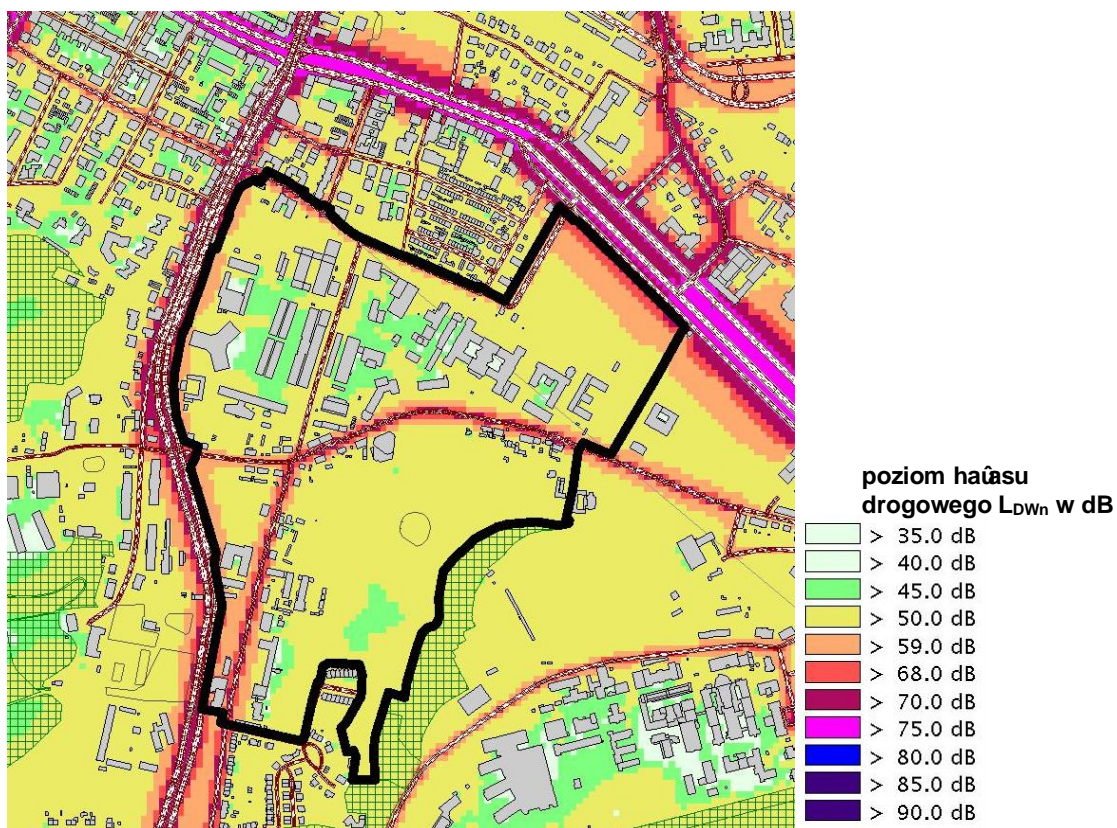 poziom haûasu
drogowego LDWn w dB
> 35.0 dB
> 40.0 dB
> 45.0 dB
> 50.0 dB
> 59.0 dB
> 68.0 dB
> 70.0 dB
> 75.0 dB
> 80.0 dB
> 85.0 dB
> 90.0 dB